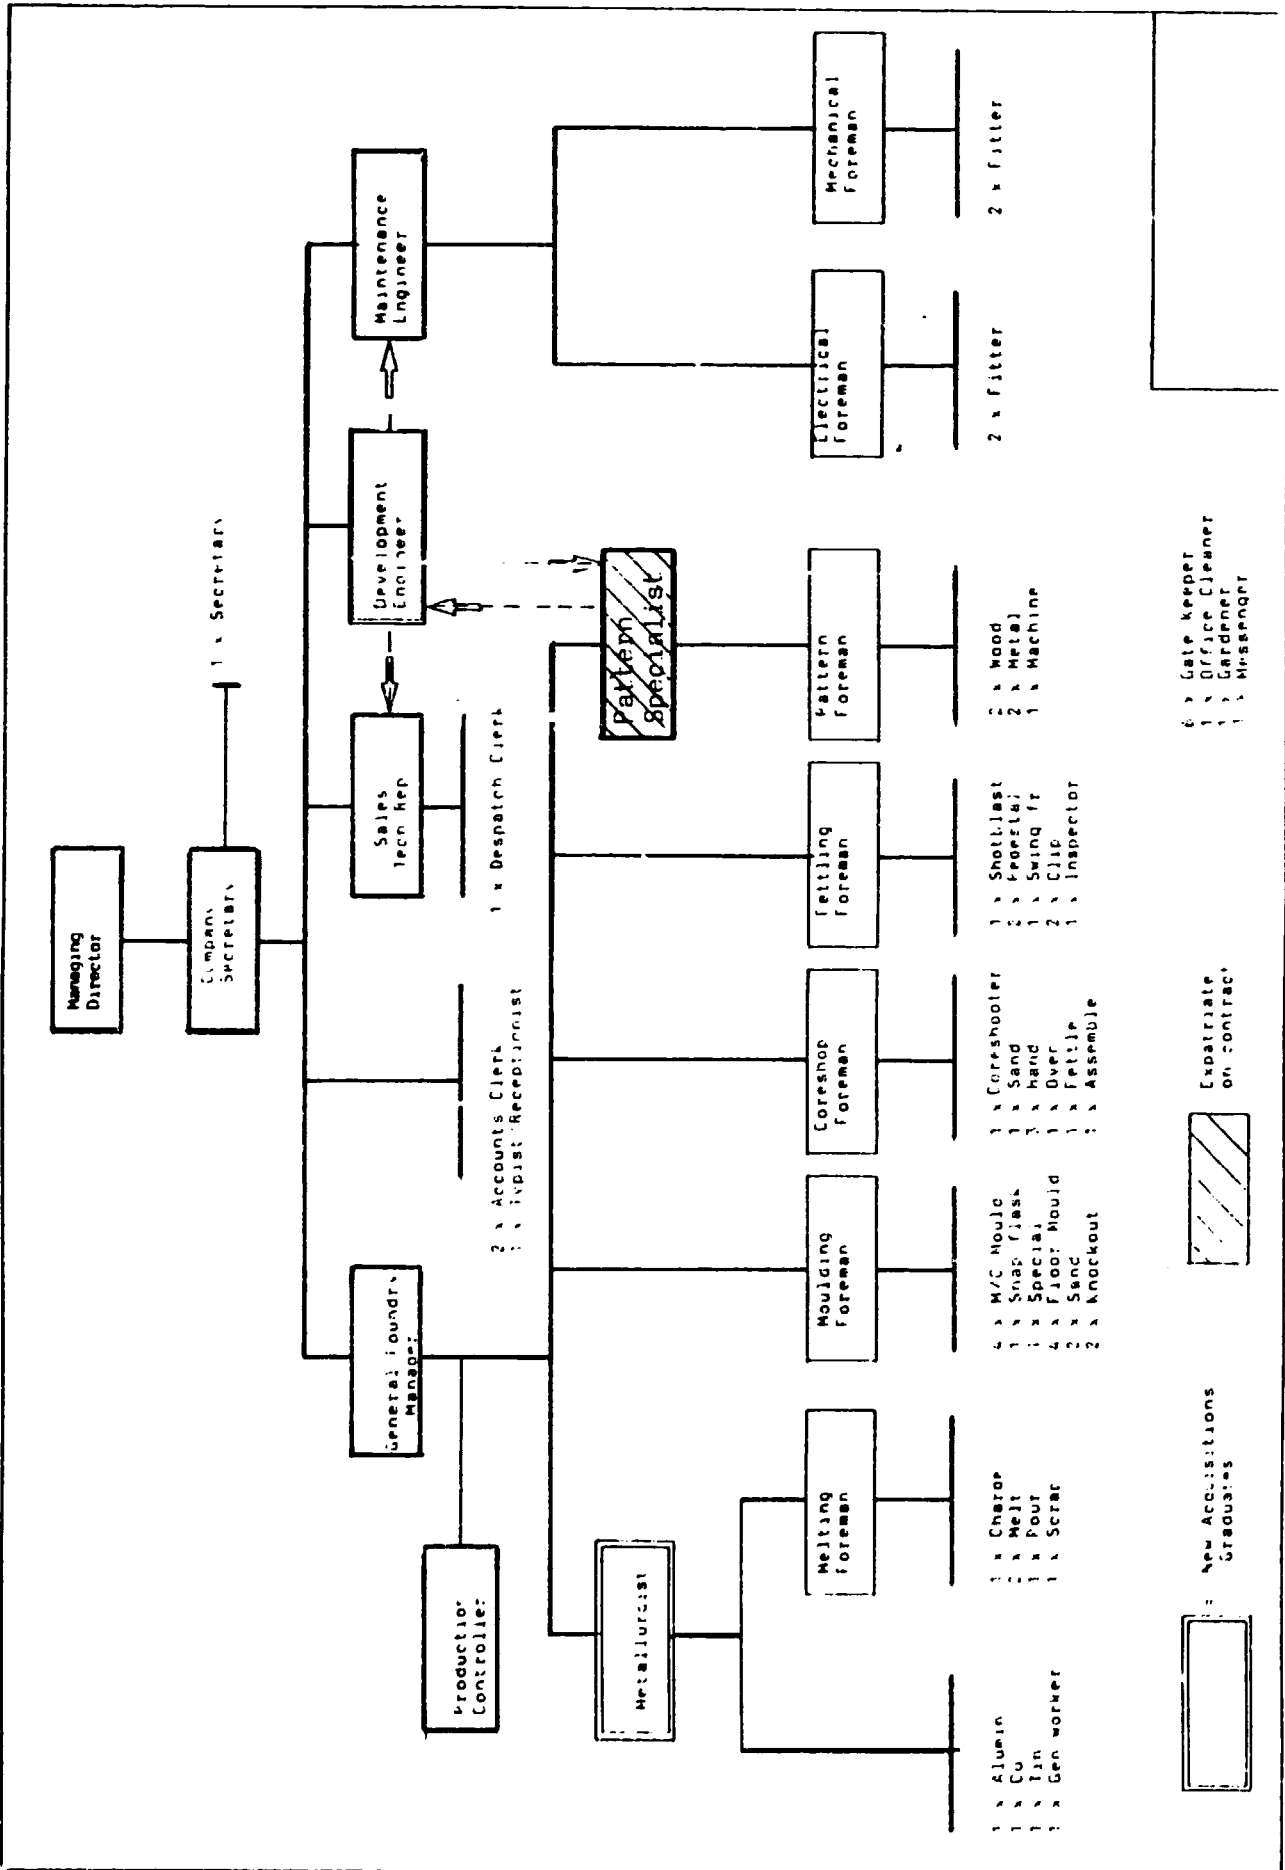 Managing
Director
Company
Secretary
1 x Secretary
General Foundry
Manager
Sales
Tech Rep
Development
Engineer
Maintenance
Engineer
Production
Controller
2 x Accounts Clerk
Typist Receptionist
1 x Despatch Clerk
Metallurgist
Pattern
Specialist
Melting
Foreman
Moulding
Foreman
Coreshop
Foreman
Fettling
Foreman
Pattern
Foreman
Electrical
Foreman
Mechanical
Foreman
1 x Alumin
1 x Cu
1 x Tin
x Gen worker
1 x Charge
2 x Melt
1 x Pour
1 x Scrap
4 x M/C Mould
1 x Snap flask
x Special
4 x Floor Mould
2 x Sand
2 x Knockout
1 x Coreshooter
1 x Sand
3 x Hand
1 x
1 x Fettle
x Assemble
1 x Shotblast
2 x Pedestal
1 x Swing fr
2 x Clip
1 x Inspector
2 x Wood
2 x Metal
1 x Machine
2 x Fitter
2 x Fitter
= New Acquisitions
Graduates
Expatriate
on contract
6 x Gate Keeper
1 x Office Cleaner
1 x Gardener
1 x Messenger